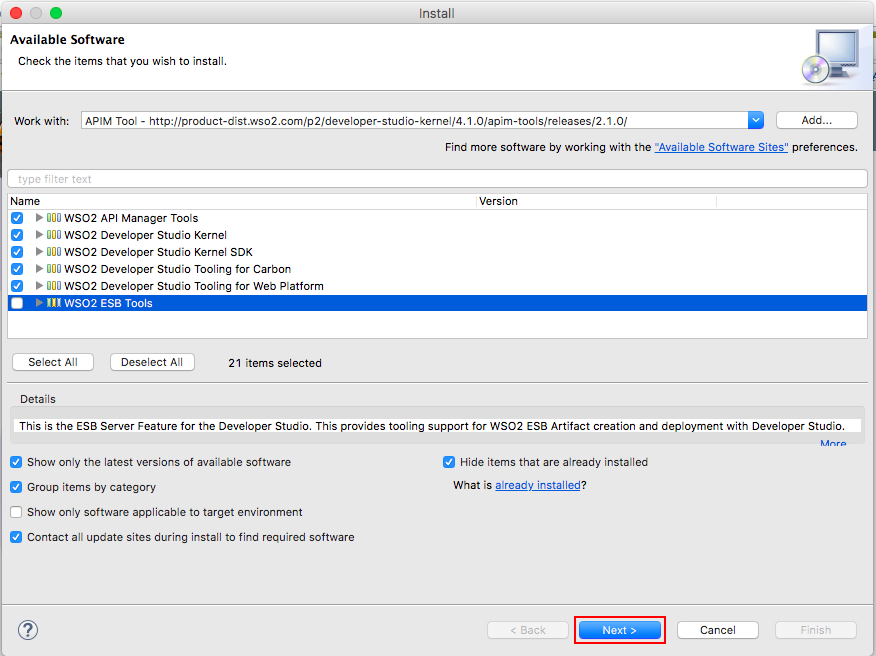 Install
Available Software
Check the items that you wish to install.
Work with: APIM Tool - http://product-dist.wso2.com/p2/developer-studio-kernel/4.1.0/apim-tools/releases/2.1.0/ Add...
Find more software by working with the "Available Software Sites" preferences.
type filter text
Name Version
WSO2 API Manager Tools
WSO2 Developer Studio Kernel
WSO2 Developer Studio Kernel SDK
WSO2 Developer Studio Tooling for Carbon
WSO2 Developer Studio Tooling for Web Platform
WSO2 ESB Tools
Select All Deselect All 21 items selected
Details
This is the ESB Server Feature for the Developer Studio. This provides tooling support for WSO2 ESB Artifact creation and deployment with Developer Studio.
More
Show only the latest versions of available software Hide items that are already installed
Group items by category What is already installed?
Show only software applicable to target environment
Contact all update sites during install to find required software
? < Back Next > Cancel Finish